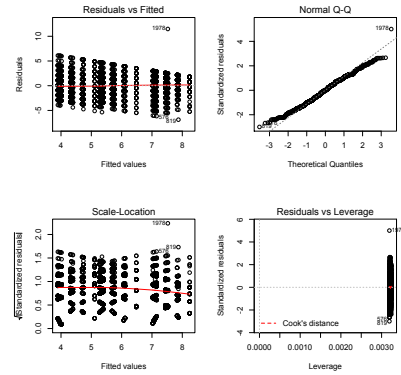 Residuals vs Fitted
Residuals
10
5
0
-5
1978
576
819
4 5 6 7 8
Fitted values
Normal Q-Q
Standardized residuals
4
2
0
-2
1978
-3 -2 -1 0 1 2 3
Theoretical Quantiles
Scale-Location
√|Standardized residuals|
2.0
1.5
1.0
0.5
0.0
1978
819
4 5 6 7 8
Fitted values
Residuals vs Leverage
Standardized residuals
6
4
2
0
-2
-4
576
819
Cook's distance
0.0000 0.0010 0.0020 0.0030
Leverage